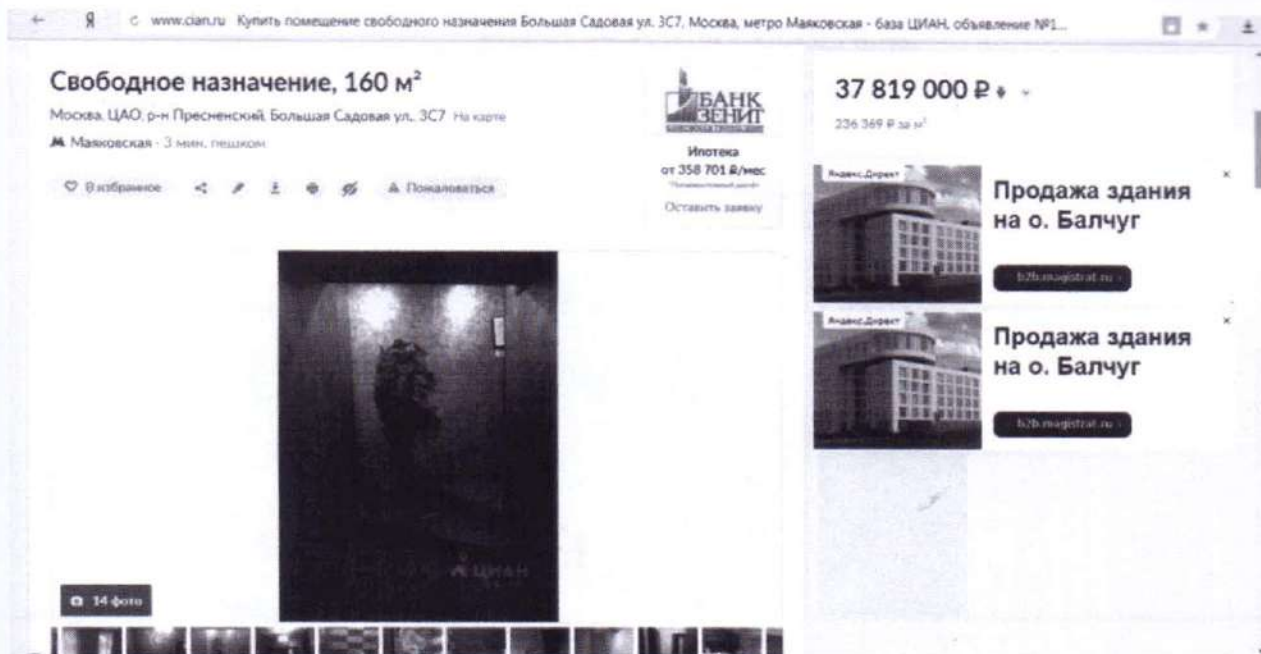 Я www.cian.ru Купить помещение свободного назначения Большая Садовая ул. 3С7, Москва, метро Маяковская - база ЦИАН, объявление №1...
Свободное назначение, 160 м²
Москва, ЦАО, р-н Пресненский, Большая Садовая ул., 3С7 На карте
М Маяковская · 3 мин. пешком
В избранное
Пожаловаться
БАНК
ЗЕНИТ
Ипотека
от 358 701 ₽/мес
Оставить заявку
37 819 000 ₽
236 369 ₽ за м²
Яндекс.Директ
Продажа здания
на о. Балчуг
b2b.magistrat.ru
Яндекс.Директ
Продажа здания
на о. Балчуг
b2b.magistrat.ru
ЦИАН
14 фото